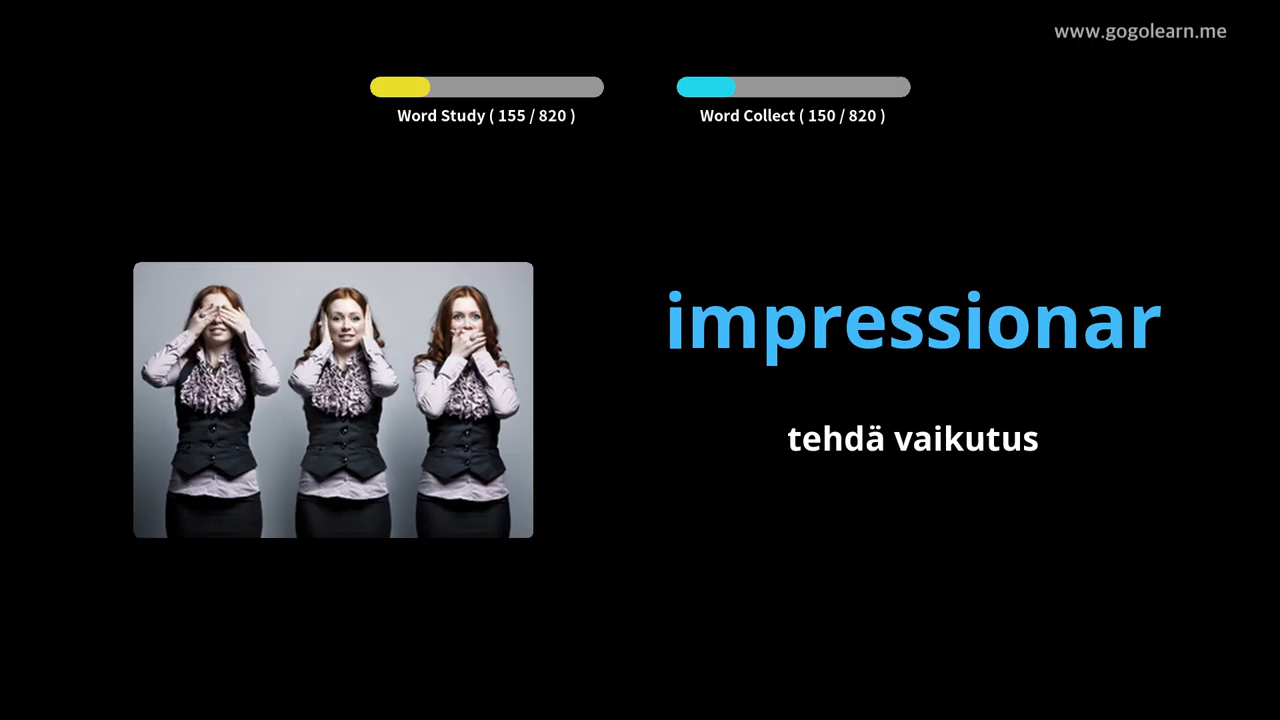 www.gogolearn.me
Word Study ( 155 / 820 )
Word Collect ( 150 / 820 )
impressionar
tehdä vaikutus